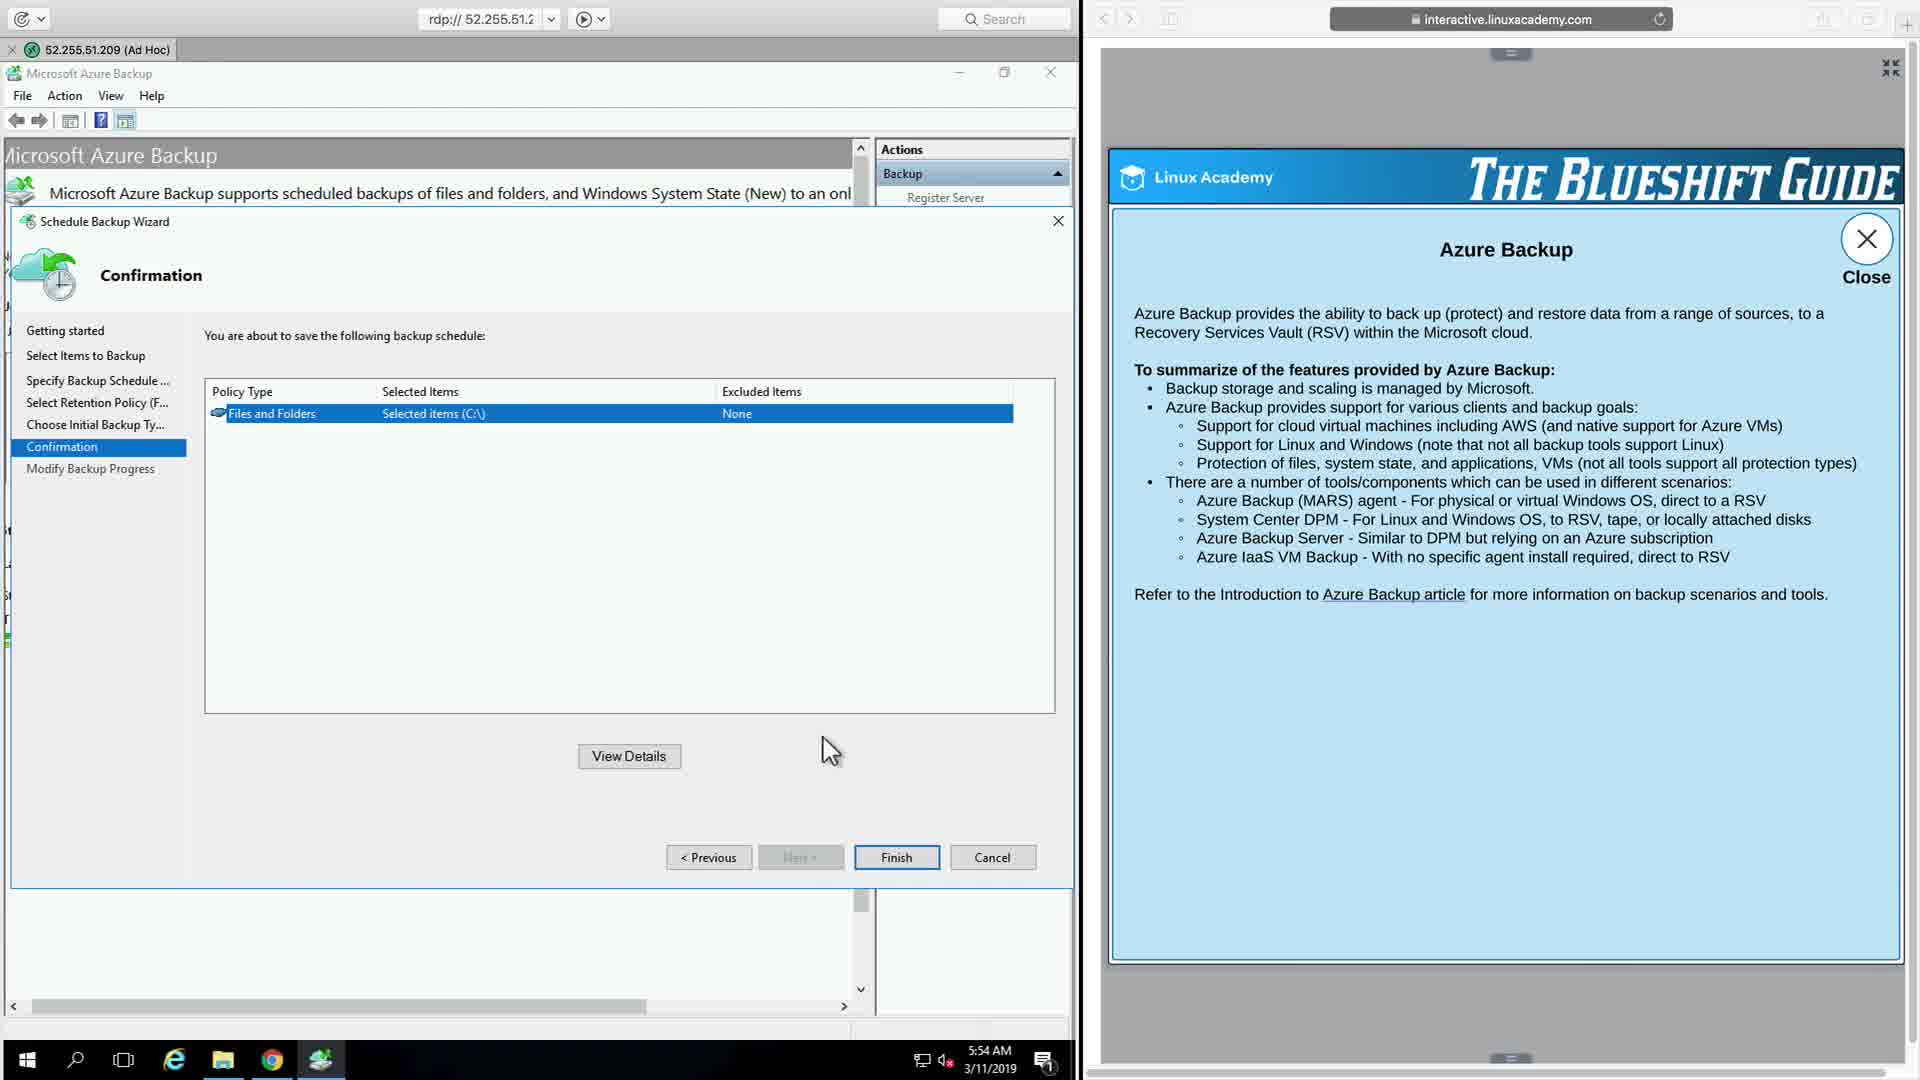 rdp:// 52.255.51.2
Search
52.255.51.209 (Ad Hoc)
Microsoft Azure Backup
File Action View Help
Microsoft Azure Backup
Microsoft Azure Backup supports scheduled backups of files and folders, and Windows System State (New) to an onl
Actions
Backup
Register Server
Schedule Backup Wizard
Confirmation
Getting started
Select Items to Backup
Specify Backup Schedule ...
Select Retention Policy (F...
Choose Initial Backup Ty...
Confirmation
Modify Backup Progress
You are about to save the following backup schedule:
Policy Type Selected Items Excluded Items
Files and Folders Selected items (C:\) None
View Details
< Previous Next > Finish Cancel
5:54 AM
3/11/2019
1
interactive.linuxacademy.com
Linux Academy
THE BLUESHIFT GUIDE
Azure Backup
Close
Azure Backup provides the ability to back up (protect) and restore data from a range of sources, to a
Recovery Services Vault (RSV) within the Microsoft cloud.
To summarize of the features provided by Azure Backup:
• Backup storage and scaling is managed by Microsoft.
• Azure Backup provides support for various clients and backup goals:
◦ Support for cloud virtual machines including AWS (and native support for Azure VMs)
◦ Support for Linux and Windows (note that not all backup tools support Linux)
◦ Protection of files, system state, and applications, VMs (not all tools support all protection types)
• There are a number of tools/components which can be used in different scenarios:
◦ Azure Backup (MARS) agent - For physical or virtual Windows OS, direct to a RSV
◦ System Center DPM - For Linux and Windows OS, to RSV, tape, or locally attached disks
◦ Azure Backup Server - Similar to DPM but relying on an Azure subscription
◦ Azure IaaS VM Backup - With no specific agent install required, direct to RSV
Refer to the Introduction to Azure Backup article for more information on backup scenarios and tools.